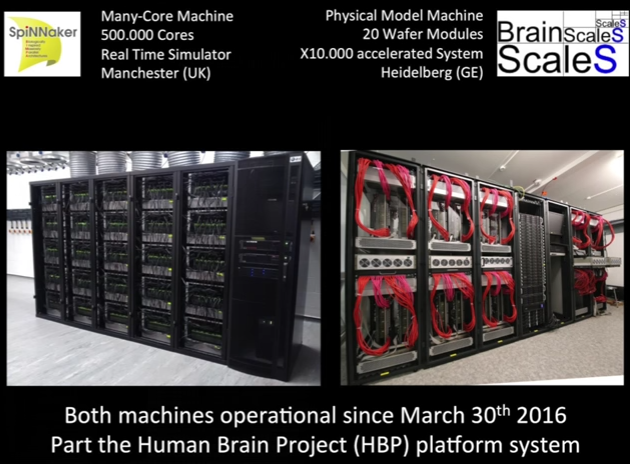 SpiNNaker
Many-Core Machine
500.000 Cores
Real Time Simulator
Manchester (UK)
Physical Model Machine
20 Wafer Modules
X10.000 accelerated System
Heidelberg (GE)
ScaleS
BrainScaleS
ScaleS
Both machines operational since March 30th 2016
Part the Human Brain Project (HBP) platform system